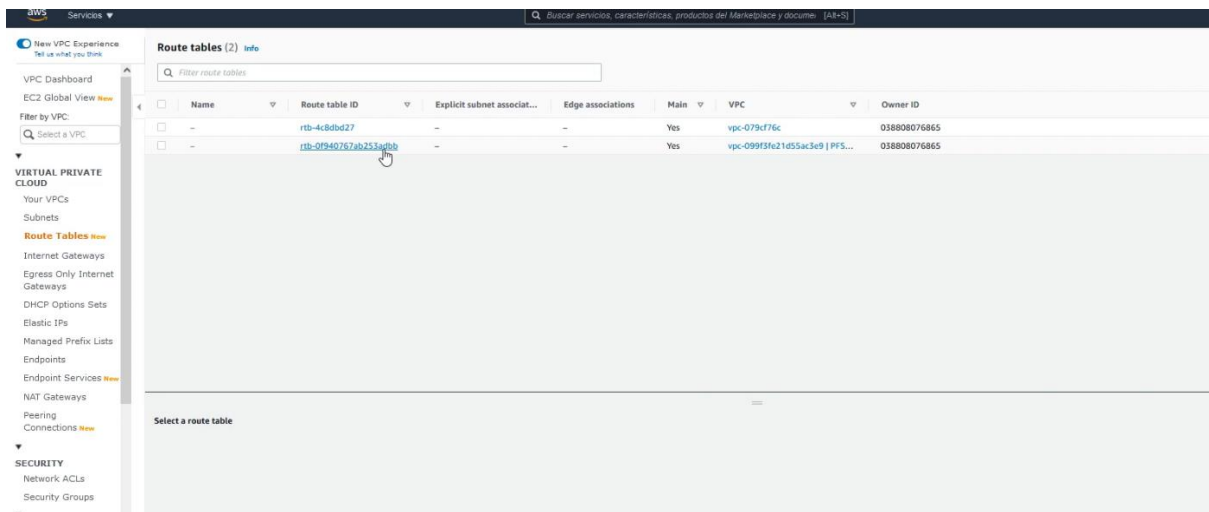 aws
Servicios ▼
Buscar servicios, características, productos del Marketplace y documen [Alt+S]
New VPC Experience
Tell us what you think
VPC Dashboard
EC2 Global View New
Filter by VPC:
Select a VPC
VIRTUAL PRIVATE
CLOUD
Your VPCs
Subnets
Route Tables New
Internet Gateways
Egress Only Internet
Gateways
DHCP Options Sets
Elastic IPs
Managed Prefix Lists
Endpoints
Endpoint Services New
NAT Gateways
Peering
Connections New
SECURITY
Network ACLs
Security Groups
Route tables (2) Info
Filter route tables
Name Route table ID Explicit subnet associat... Edge associations Main VPC Owner ID
– rtb-4c8dbd27 – – Yes vpc-079cf76c 038808076865
– rtb-0f940767ab253adbb – – Yes vpc-099f3fe21d55ac3e9 | PFS... 038808076865
Select a route table